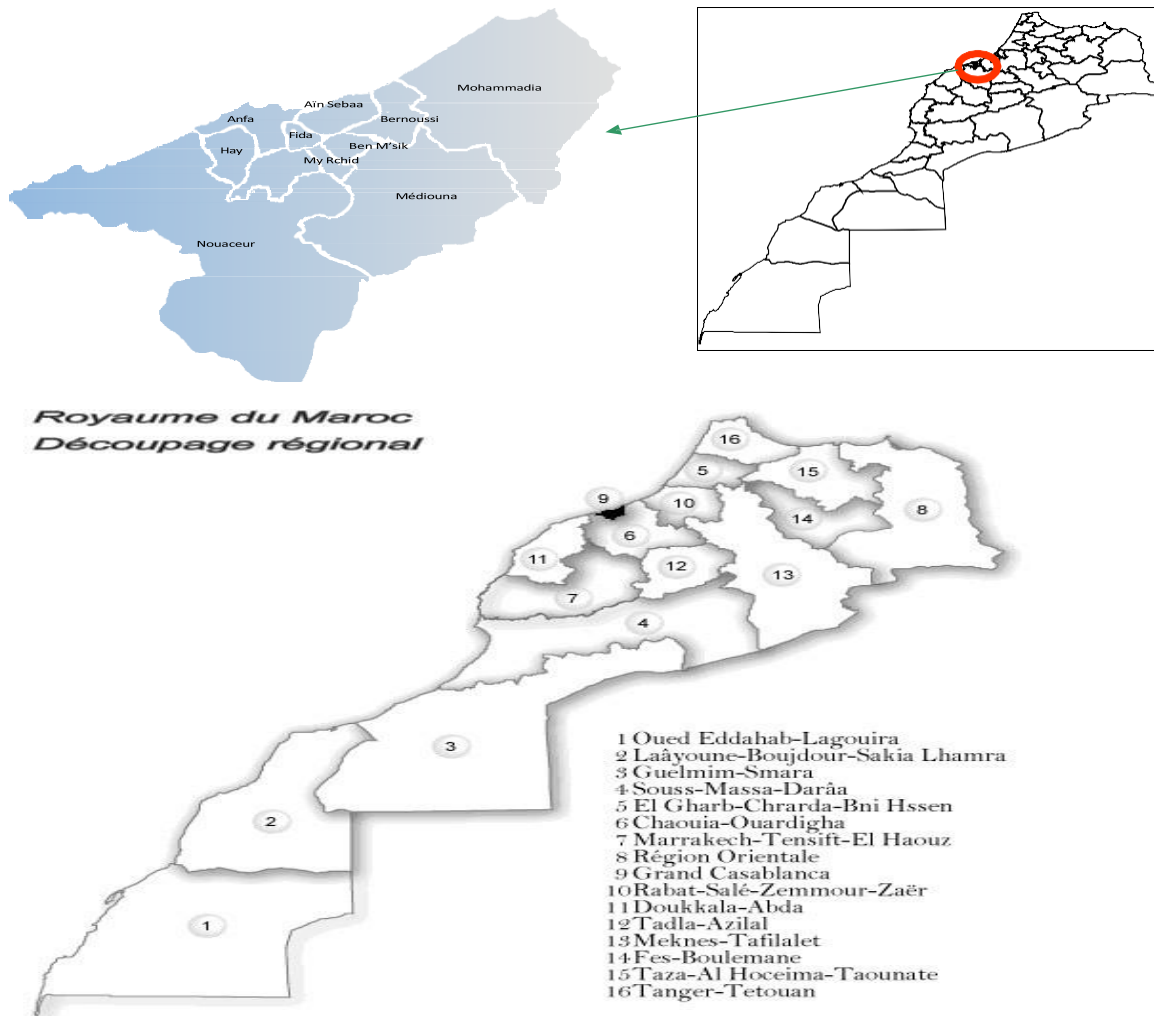 Mohammadia
Aïn Sebaa
Anfa
Bernoussi
Fida
Ben M'sik
Hay
My Rchid
Médiouna
Nouaceur
Royaume du Maroc
Découpage régional
16
5
15
9
10
8
14
6
11
12
13
7
4
3
2
1
1 Oued Eddahab-Lagouira
2 Laâyoune-Boujdour-Sakia Lhamra
3 Guelmim-Smara
4 Souss-Massa-Darâa
5 El Gharb-Chrarda-Bni Hssen
6 Chaouia-Ouardigha
7 Marrakech-Tensift-El Haouz
8 Région Orientale
9 Grand Casablanca
10 Rabat-Salé-Zemmour-Zaër
11 Doukkala-Abda
12 Tadla-Azilal
13 Meknes-Tafilalet
14 Fes-Boulemane
15 Taza-Al Hoceima-Taounate
16 Tanger-Tetouan